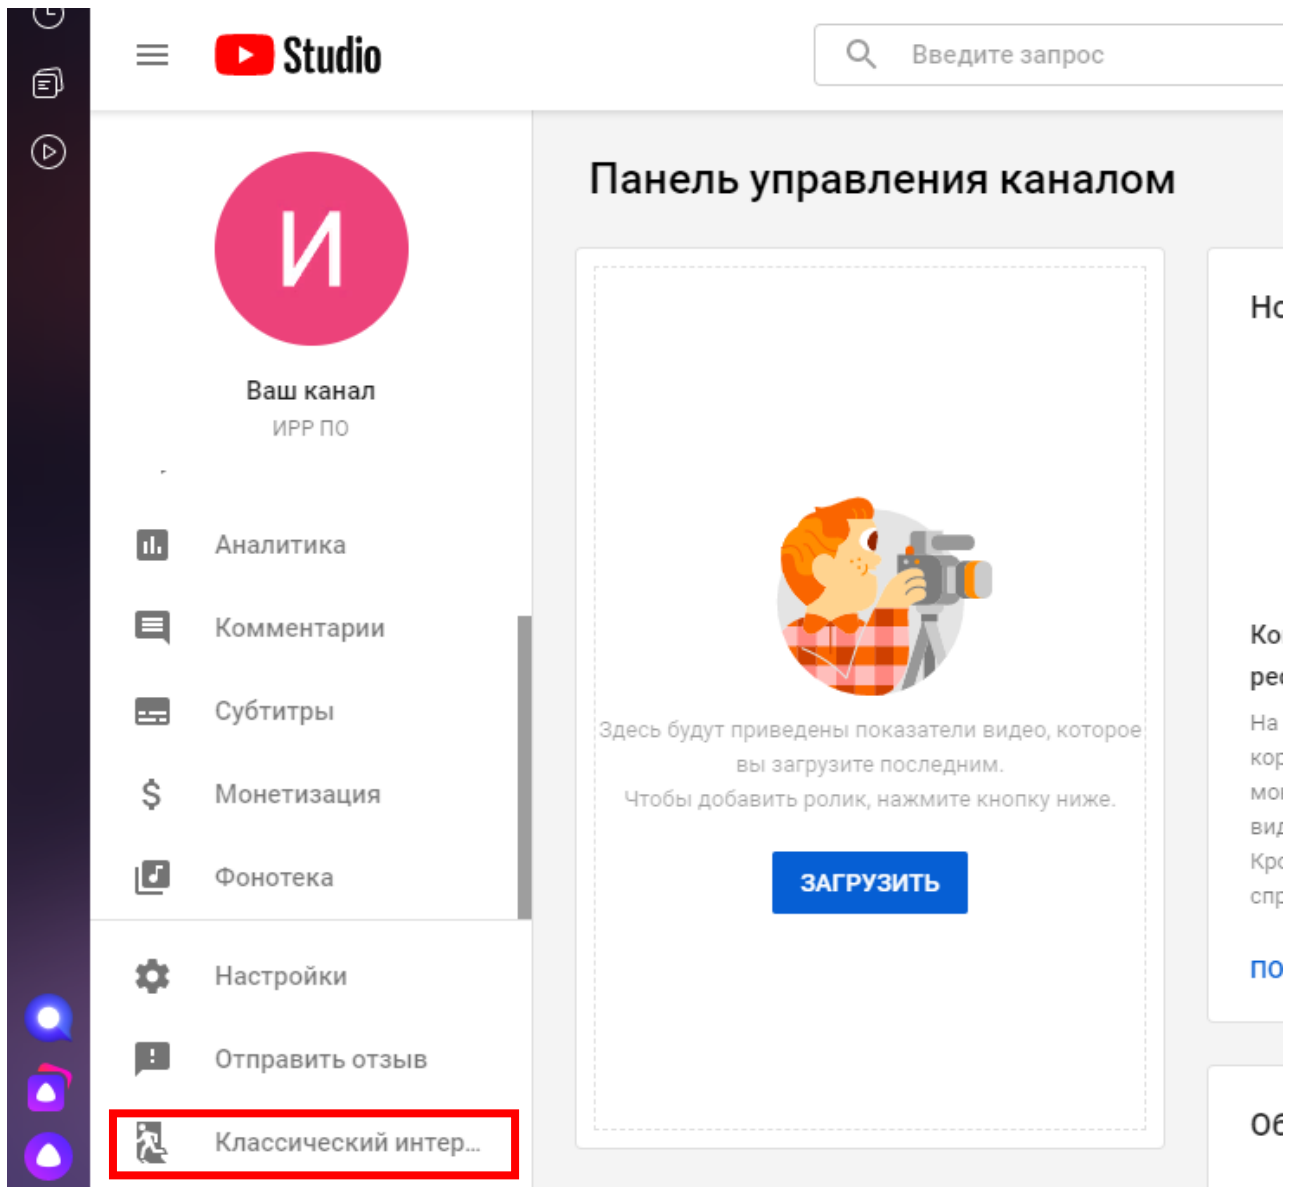 Studio
Введите запрос
Панель управления каналом
И
Ваш канал
ИРР ПО
Аналитика
Комментарии
Субтитры
Монетизация
Фонотека
Настройки
Отправить отзыв
Классический интер...
Здесь будут приведены показатели видео, которое
вы загрузите последним.
Чтобы добавить ролик, нажмите кнопку ниже.
ЗАГРУЗИТЬ
На